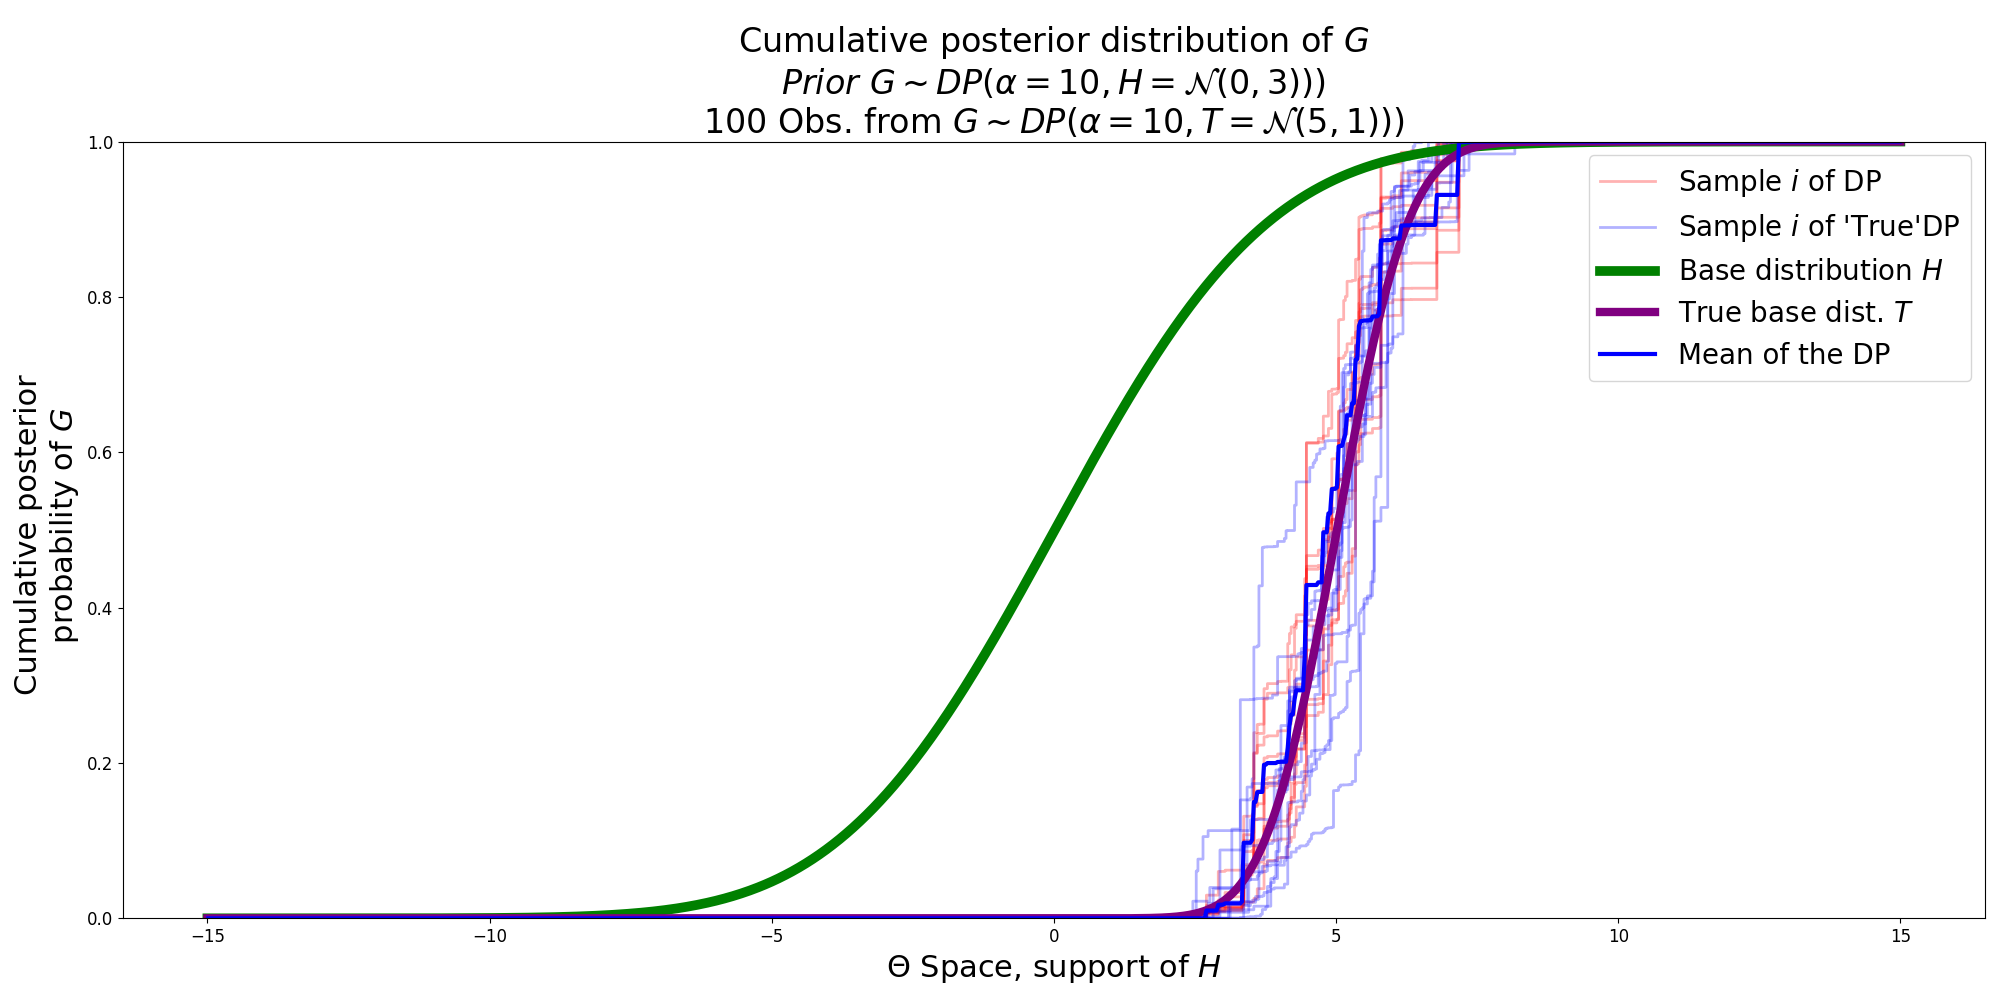 Cumulative posterior distribution of G
Prior G ∼ DP(α = 10, H = 𝒩(0, 3)))
100 Obs. from G ∼ DP(α = 10, T = 𝒩(5, 1)))
Cumulative posterior
probability of G
1.0
0.8
0.6
0.4
0.2
0.0
Sample i of DP
Sample i of 'True'DP
Base distribution H
True base dist. T
Mean of the DP
−15
−10
−5
0
5
10
15
Θ Space, support of H